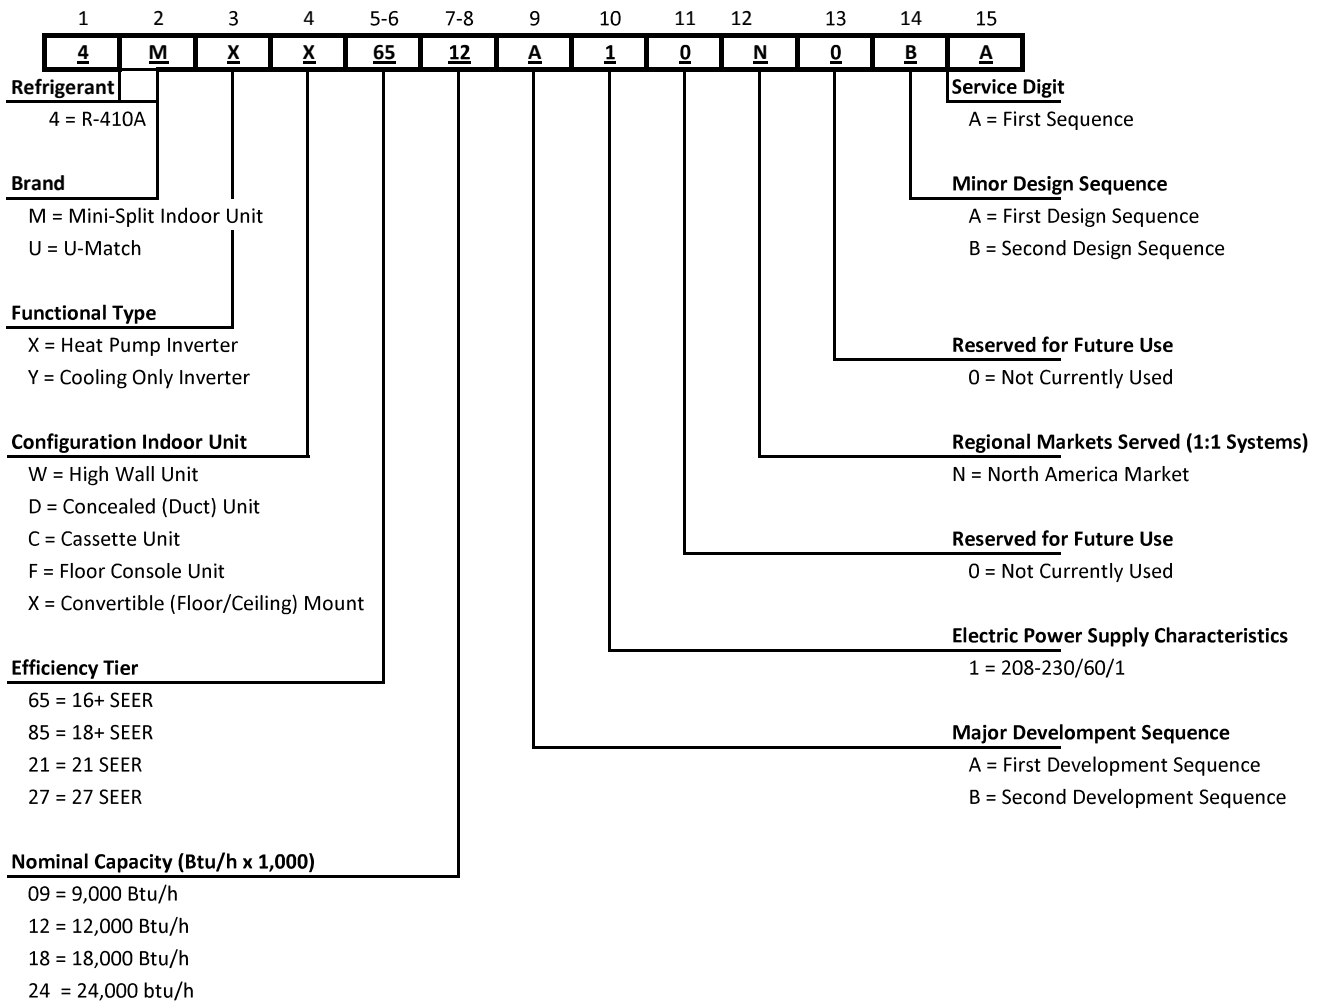 1 2 3 4 5-6 7-8 9 10 11 12 13 14 15
4 M X X 65 12 A 1 0 N 0 B A
Refrigerant
4 = R-410A
Brand
M = Mini-Split Indoor Unit
U = U-Match
Functional Type
X = Heat Pump Inverter
Y = Cooling Only Inverter
Configuration Indoor Unit
W = High Wall Unit
D = Concealed (Duct) Unit
C = Cassette Unit
F = Floor Console Unit
X = Convertible (Floor/Ceiling) Mount
Efficiency Tier
65 = 16+ SEER
85 = 18+ SEER
21 = 21 SEER
27 = 27 SEER
Nominal Capacity (Btu/h x 1,000)
09 = 9,000 Btu/h
12 = 12,000 Btu/h
18 = 18,000 Btu/h
24 = 24,000 btu/h
Service Digit
A = First Sequence
Minor Design Sequence
A = First Design Sequence
B = Second Design Sequence
Reserved for Future Use
0 = Not Currently Used
Regional Markets Served (1:1 Systems)
N = North America Market
Reserved for Future Use
0 = Not Currently Used
Electric Power Supply Characteristics
1 = 208-230/60/1
Major Develompent Sequence
A = First Development Sequence
B = Second Development Sequence